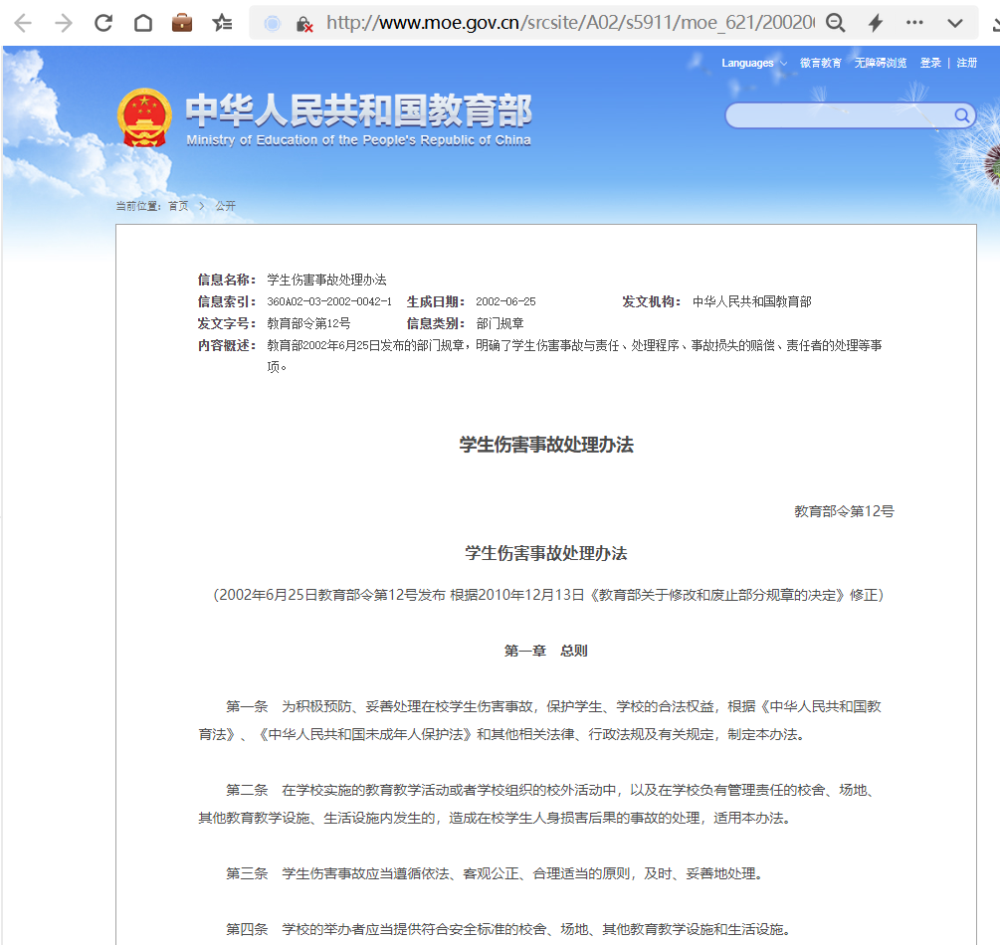 http://www.moe.gov.cn/srcsite/A02/s5911/moe_621/20020
Languages 微言教育 无障碍浏览 登录 | 注册
中华人民共和国教育部
Ministry of Education of the People's Republic of China
当前位置: 首页 > 公开
信息名称： 学生伤害事故处理办法
信息索引： 360A02-03-2002-0042-1 生成日期： 2002-06-25 发文机构： 中华人民共和国教育部
发文字号： 教育部令第12号 信息类别： 部门规章
内容概述： 教育部2002年6月25日发布的部门规章，明确了学生伤害事故与责任、处理程序、事故损失的赔偿、责任者的处理等事
项。
学生伤害事故处理办法
教育部令第12号
学生伤害事故处理办法
（2002年6月25日教育部令第12号发布 根据2010年12月13日《教育部关于修改和废止部分规章的决定》修正）
第一章 总则
第一条 为积极预防、妥善处理在校学生伤害事故，保护学生、学校的合法权益，根据《中华人民共和国教
育法》、《中华人民共和国未成年人保护法》和其他相关法律、行政法规及有关规定，制定本办法。
第二条 在学校实施的教育教学活动或者学校组织的校外活动中，以及在学校负有管理责任的校舍、场地、
其他教育教学设施、生活设施内发生的，造成在校学生人身损害后果的事故的处理，适用本办法。
第三条 学生伤害事故应当遵循依法、客观公正、合理适当的原则，及时、妥善地处理。
第四条 学校的举办者应当提供符合安全标准的校舍、场地、其他教育教学设施和生活设施。